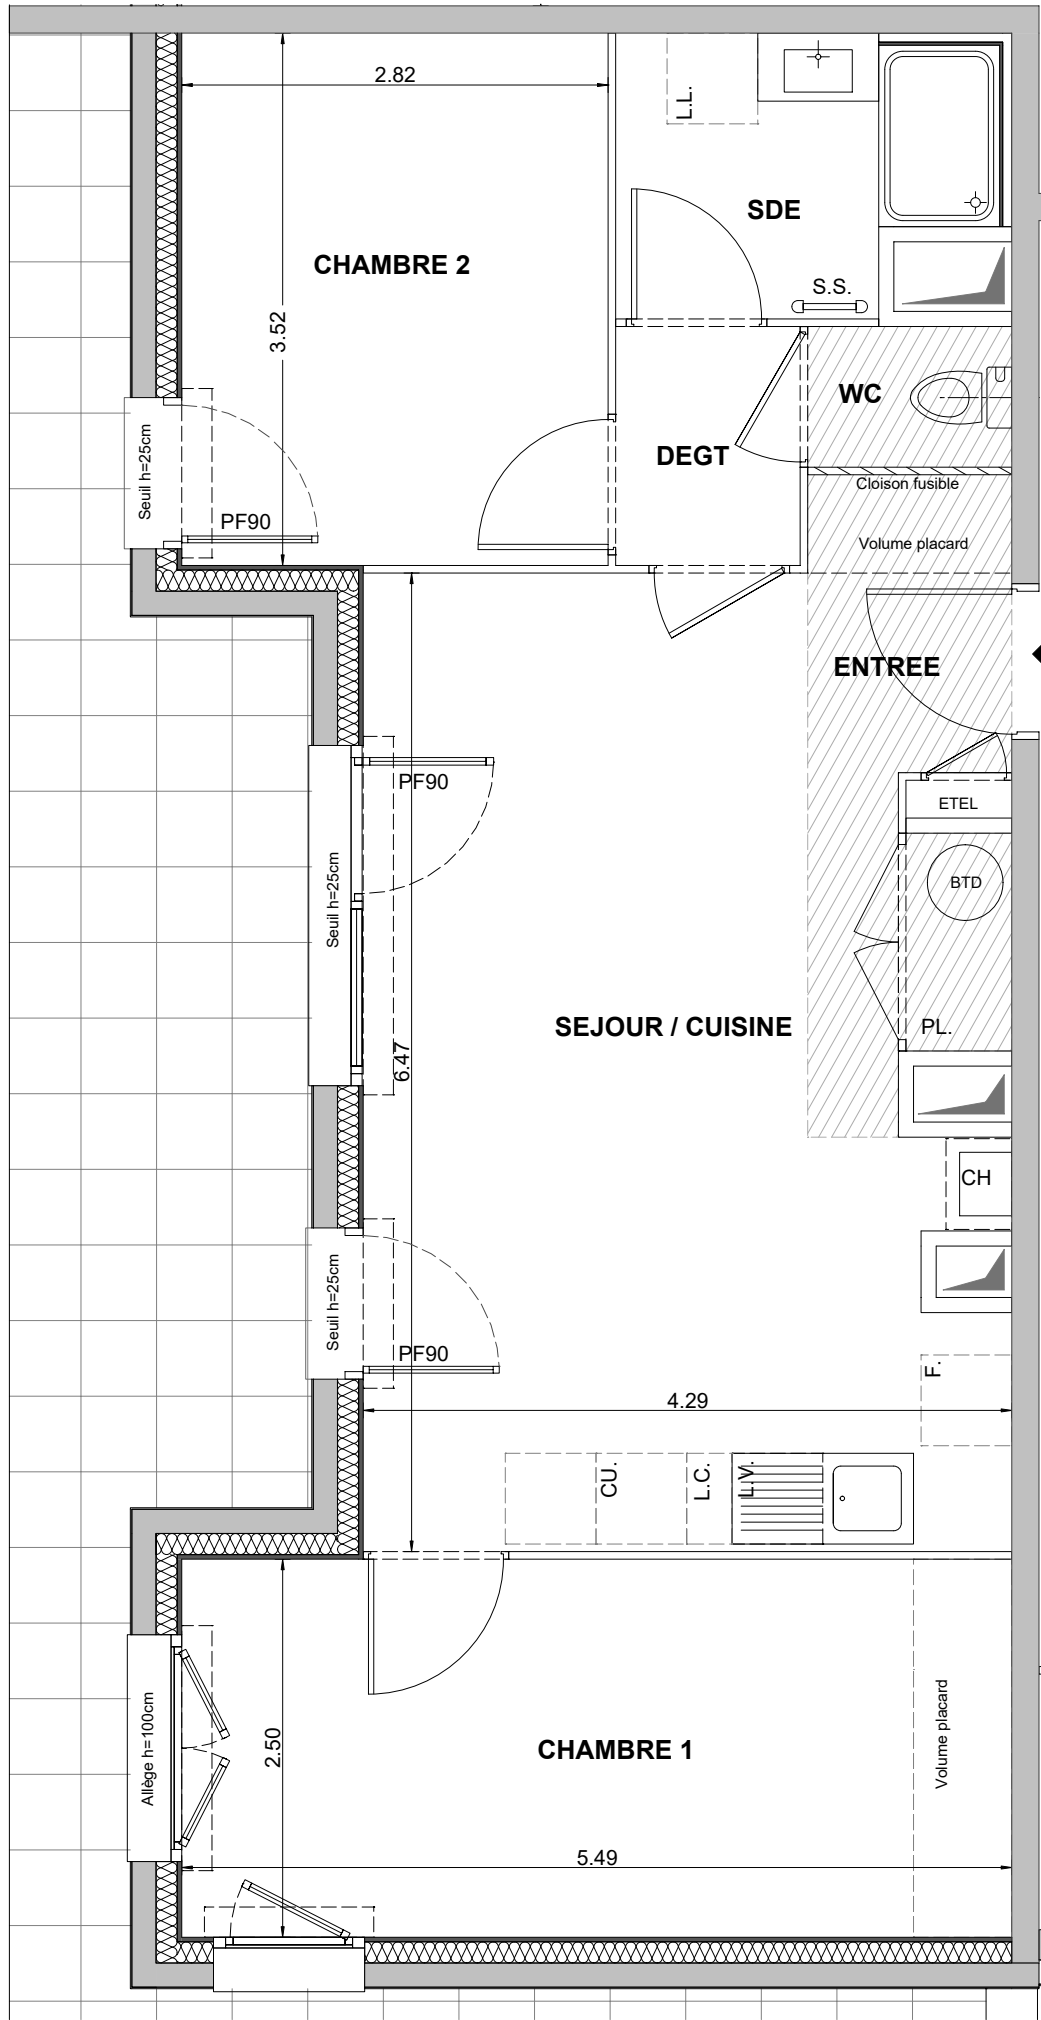 2.82
L.L.
SDE
CHAMBRE 2
S.S.
3.52
WC
DEGT
Seuil h=25cm
Cloison fusible
PF90
Volume placard
ENTREE
PF90
ETEL
BTD
Seuil h=25cm
SEJOUR / CUISINE
PL.
6.47
CH
Seuil h=25cm
PF90
F.
4.29
CU.
L.C.
L.V.
Allège h=100cm
2.50
CHAMBRE 1
Volume placard
5.49